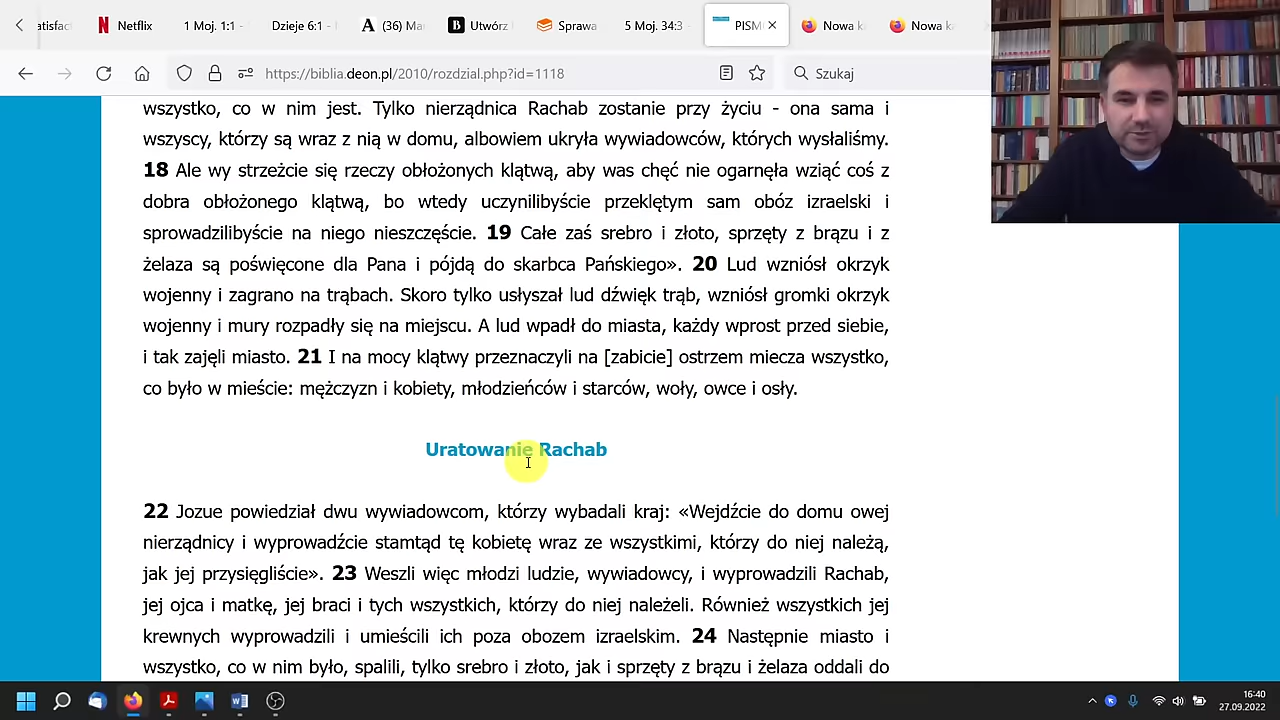 atisfact
Netflix
1 Moj. 1:1 -
Dzieje 6:1 -
(36) Ma
Utwórz
Sprawa
5 Moj. 34:3
PISM
Nowa k
Nowa k
https://biblia.deon.pl/2010/rozdzial.php?id=1118
Szukaj
wszystko, co w nim jest. Tylko nierządnica Rachab zostanie przy życiu - ona sama i
wszyscy, którzy są wraz z nią w domu, albowiem ukryła wywiadowców, których wysłaliśmy.
18 Ale wy strzeżcie się rzeczy obłożonych klątwą, aby was chęć nie ogarnęła wziąć coś z
dobra obłożonego klątwą, bo wtedy uczynilibyście przeklętym sam obóz izraelski i
sprowadzilibyście na niego nieszczęście. 19 Całe zaś srebro i złoto, sprzęty z brązu i z
żelaza są poświęcone dla Pana i pójdą do skarbca Pańskiego». 20 Lud wzniósł okrzyk
wojenny i zagrano na trąbach. Skoro tylko usłyszał lud dźwięk trąb, wzniósł gromki okrzyk
wojenny i mury rozpadły się na miejscu. A lud wpadł do miasta, każdy wprost przed siebie,
i tak zajęli miasto. 21 I na mocy klątwy przeznaczyli na [zabicie] ostrzem miecza wszystko,
co było w mieście: mężczyzn i kobiety, młodzieńców i starców, woły, owce i osły.
Uratowanie Rachab
22 Jozue powiedział dwu wywiadowcom, którzy wybadali kraj: «Wejdźcie do domu owej
nierządnicy i wyprowadźcie stamtąd tę kobietę wraz ze wszystkimi, którzy do niej należą,
jak jej przysięgliście». 23 Weszli więc młodzi ludzie, wywiadowcy, i wyprowadzili Rachab,
jej ojca i matkę, jej braci i tych wszystkich, którzy do niej należeli. Również wszystkich jej
krewnych wyprowadzili i umieścili ich poza obozem izraelskim. 24 Następnie miasto i
wszystko, co w nim było, spalili, tylko srebro i złoto, jak i sprzęty z brązu i żelaza oddali do
16:40
27.09.2022